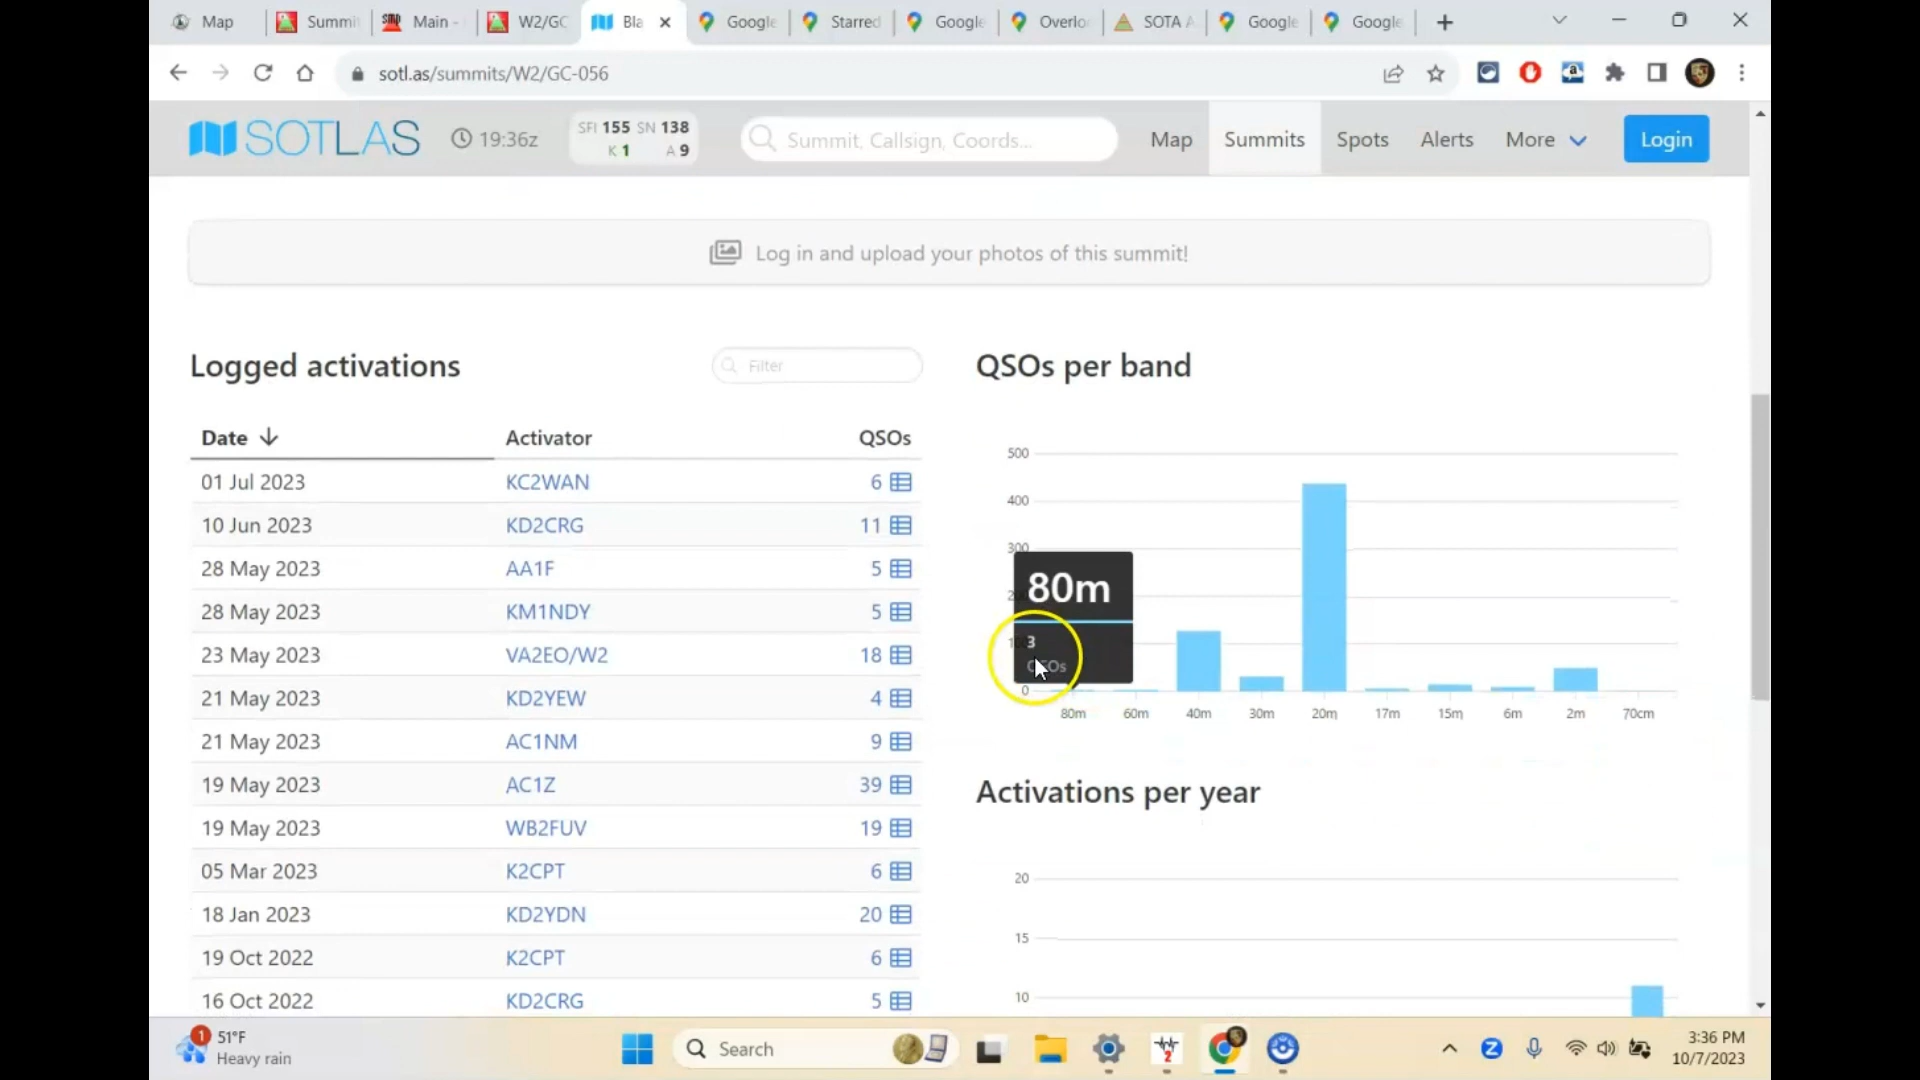 Map
Summi
Main -
W2/GC
Bla
Google
Starred
Google
Overlo
SOTA A
Google
Google
sotl.as/summits/W2/GC-056
SOTLAS
19:36z
SFI 155 SN 138
K 1 A 9
Summit, Callsign, Coords...
Map
Summits
Spots
Alerts
More
Login
Log in and upload your photos of this summit!
Logged activations
Filter
Date Activator QSOs
01 Jul 2023 KC2WAN 6
10 Jun 2023 KD2CRG 11
28 May 2023 AA1F 5
28 May 2023 KM1NDY 5
23 May 2023 VA2EO/W2 18
21 May 2023 KD2YEW 4
21 May 2023 AC1NM 9
19 May 2023 AC1Z 39
19 May 2023 WB2FUV 19
05 Mar 2023 K2CPT 6
18 Jan 2023 KD2YDN 20
19 Oct 2022 K2CPT 6
16 Oct 2022 KD2CRG 5
QSOs per band
500
400
300
0
80m
3
QSOs
80m 60m 40m 30m 20m 17m 15m 6m 2m 70cm
Activations per year
20
15
10
1
51°F
Heavy rain
Search
2
Z
3:36 PM
10/7/2023